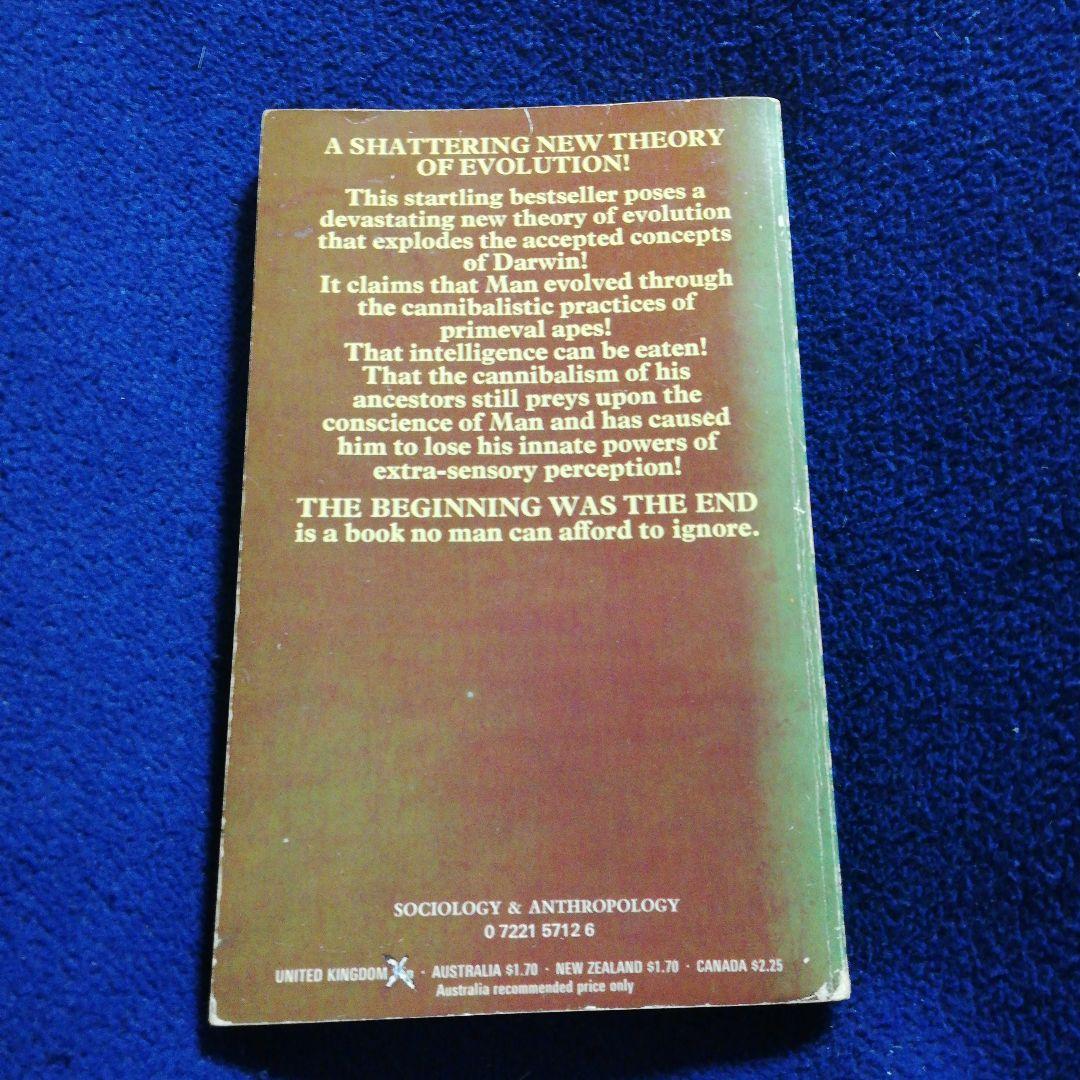 A SHATTERING NEW THEORY
OF EVOLUTION!
This startling bestseller poses a
devastating new theory of evolution
that explodes the accepted concepts
of Darwin!
It claims that Man evolved through
the cannibalistic practices of
primeval apes!
That intelligence can be eaten!
That the cannibalism of his
ancestors still preys upon the
conscience of Man and has caused
him to lose his innate powers of
extra-sensory perception!
THE BEGINNING WAS THE END
is a book no man can afford to ignore.
SOCIOLOGY & ANTHROPOLOGY
0 7221 5712 6
UNITED KINGDOM · AUSTRALIA $1.70 · NEW ZEALAND $1.70 · CANADA $2.25
Australia recommended price only